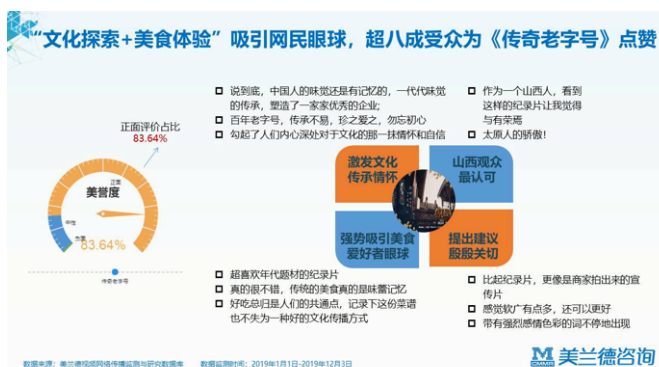 “文化探索+美食体验”吸引网民眼球，超八成受众为《传奇老字号》点赞
说到底，中国人的味觉还是有记忆的，一代代味觉
的传承，塑造了一家家优秀的企业;
百年老字号，传承不易，珍之爱之，勿忘初心
勾起了人们内心深处对于文化的那一抹情怀和自信
作为一个山西人，看到
这样的纪录片让我觉得
与有荣焉
太原人的骄傲!
正面评价占比
83.64%
正面
美誉度
中性
负面
83.64%
传奇老字号
激发文化
传承情怀
山西观众
最认可
强势吸引美食
爱好者眼球
提出建议
殷殷关切
超喜欢年代题材的纪录片
真的很不错，传统的美食真的是味蕾记忆
好吃总归是人们的共通点，记录下这份菜谱
也不失为一种好的文化传播方式
比起纪录片，更像是商家拍出来的宣
传片
感觉软广有点多，还可以更好
带有强烈感情色彩的词不停地出现
数据来源：美兰德视频网络传播监测与研究数据库
数据监测时间：2019年1月1日-2019年12月3日
美兰德咨询